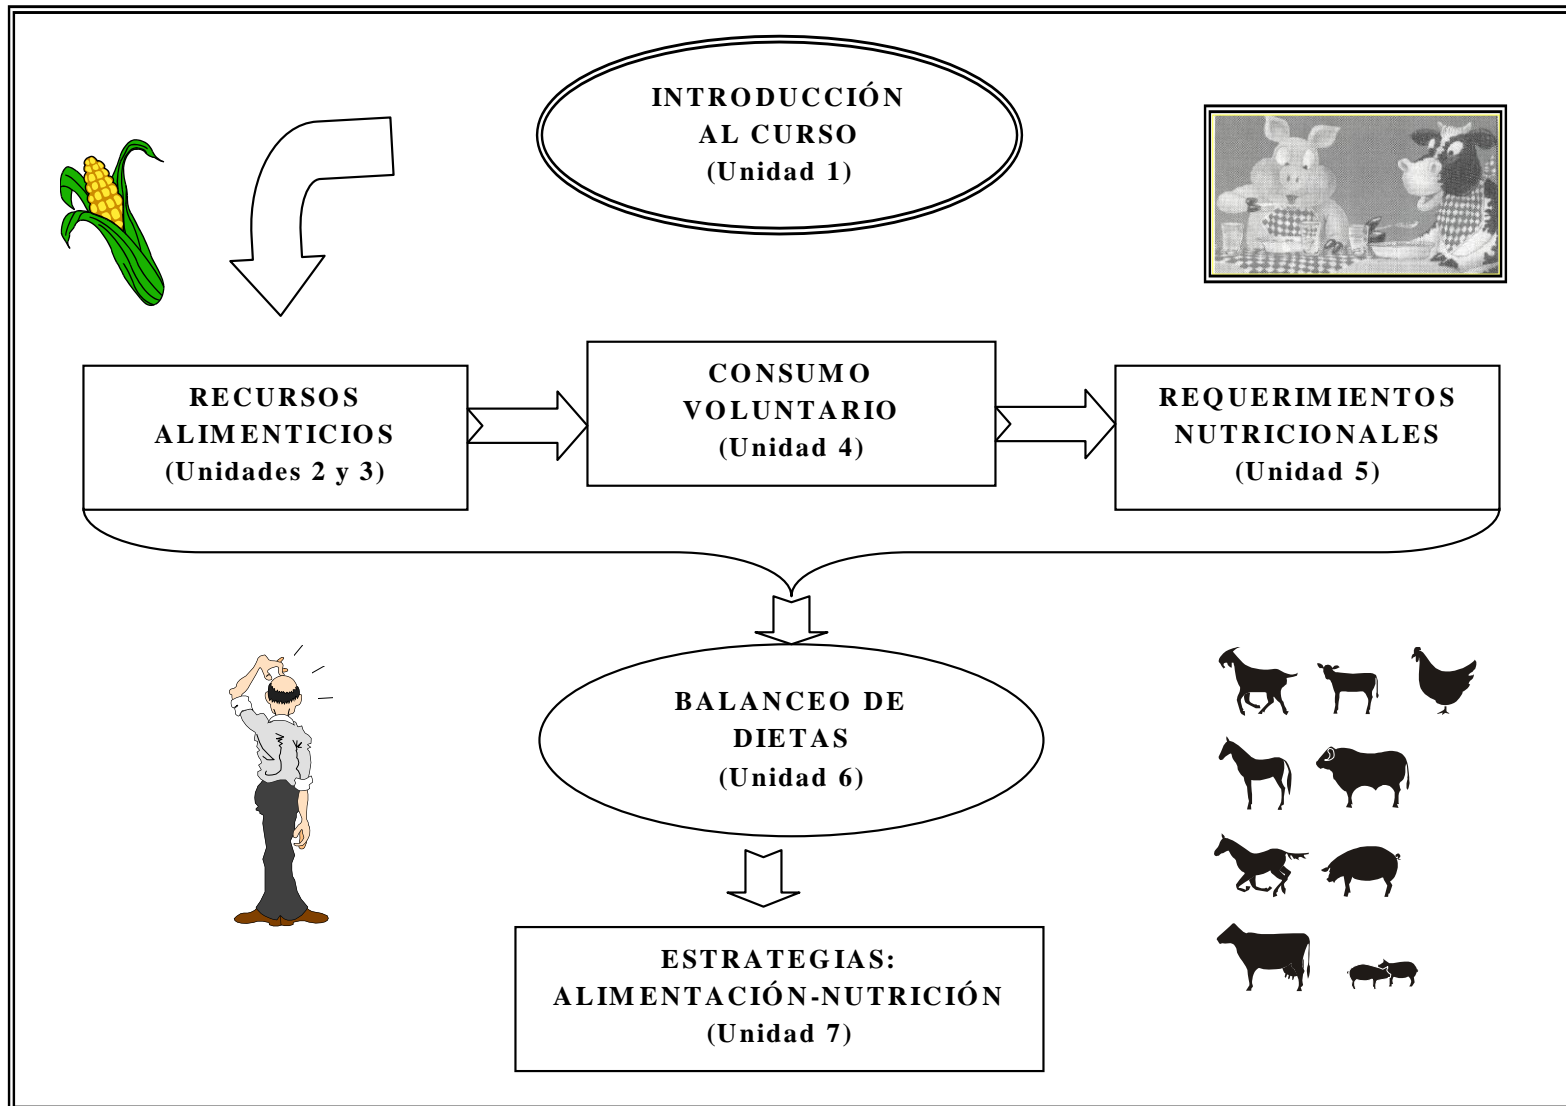 INTRODUCCIÓN
AL CURSO
(Unidad 1)
RECURSOS
ALIMENTICIOS
(Unidades 2 y 3)
CONSUMO
VOLUNTARIO
(Unidad 4)
REQUERIMIENTOS
NUTRICIONALES
(Unidad 5)
BALANCEO DE
DIETAS
(Unidad 6)
ESTRATEGIAS:
ALIMENTACIÓN-NUTRICIÓN
(Unidad 7)